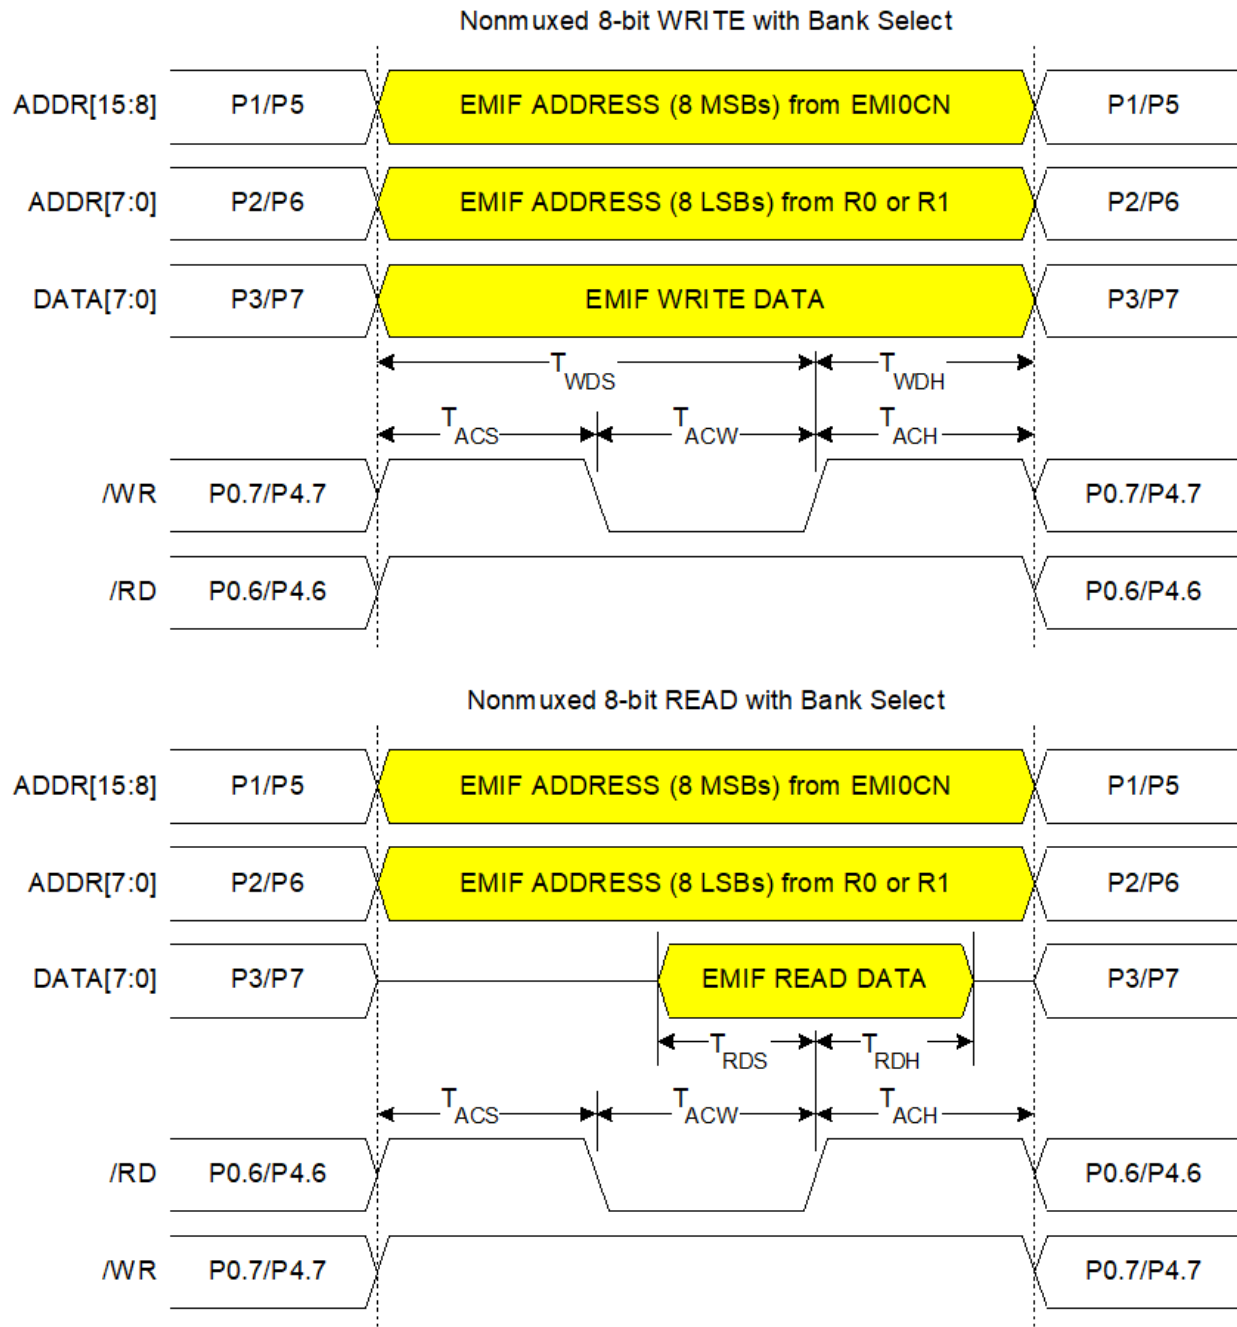 Nonmuxed 8-bit WRITE with Bank Select
ADDR[15:8] P1/P5 EMIF ADDRESS (8 MSBs) from EMI0CN P1/P5
ADDR[7:0] P2/P6 EMIF ADDRESS (8 LSBs) from R0 or R1 P2/P6
DATA[7:0] P3/P7 EMIF WRITE DATA P3/P7
TWDS TWDH
TACS TACW TACH
/WR P0.7/P4.7 P0.7/P4.7
/RD P0.6/P4.6 P0.6/P4.6
Nonmuxed 8-bit READ with Bank Select
ADDR[15:8] P1/P5 EMIF ADDRESS (8 MSBs) from EMI0CN P1/P5
ADDR[7:0] P2/P6 EMIF ADDRESS (8 LSBs) from R0 or R1 P2/P6
DATA[7:0] P3/P7 EMIF READ DATA P3/P7
TRDS TRDH
TACS TACW TACH
/RD P0.6/P4.6 P0.6/P4.6
/WR P0.7/P4.7 P0.7/P4.7